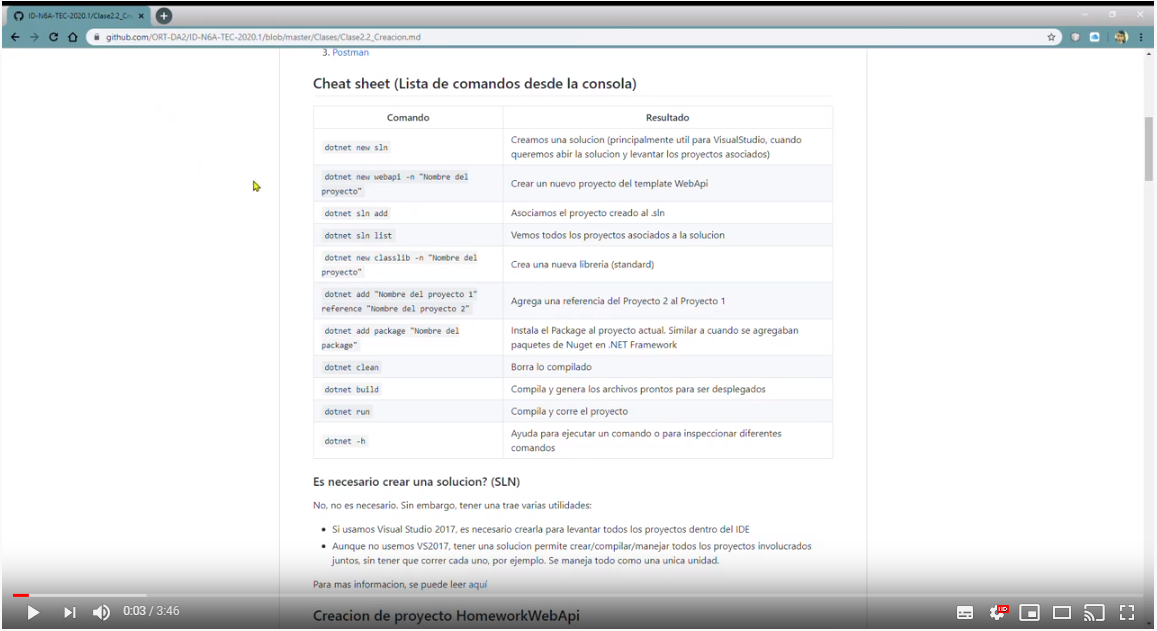 ID-N6A-TEC-2020.1/Clase2.2_Cre
github.com/ORT-DA2/ID-N6A-TEC-2020.1/blob/master/Clases/Clase2.2_Creacion.md
3. Postman
Cheat sheet (Lista de comandos desde la consola)
Comando Resultado
dotnet new sln
Creamos una solucion (principalmente util para VisualStudio, cuando
queremos abir la solucion y levantar los proyectos asociados)
dotnet new webapi -n "Nombre del
proyecto"
Crear un nuevo proyecto del template WebApi
dotnet sln add
Asociamos el proyecto creado al .sln
dotnet sln list
Vemos todos los proyectos asociados a la solucion
dotnet new classlib -n "Nombre del
proyecto"
Crea una nueva libreria (standard)
dotnet add "Nombre del proyecto 1"
reference "Nombre del proyecto 2"
Agrega una referencia del Proyecto 2 al Proyecto 1
dotnet add package "Nombre del
package"
Instala el Package al proyecto actual. Similar a cuando se agregaban
paquetes de Nuget en .NET Framework
dotnet clean
Borra lo compilado
dotnet build
Compila y genera los archivos prontos para ser desplegados
dotnet run
Compila y corre el proyecto
dotnet -h
Ayuda para ejecutar un comando o para inspeccionar diferentes
comandos
Es necesario crear una solucion? (SLN)
No, no es necesario. Sin embargo, tener una trae varias utilidades:
• Si usamos Visual Studio 2017, es necesario crearla para levantar todos los proyectos dentro del IDE
• Aunque no usemos VS2017, tener una solucion permite crear/compilar/manejar todos los proyectos involucrados
juntos, sin tener que correr cada uno, por ejemplo. Se maneja todo como una unica unidad.
Para mas informacion, se puede leer aquí
Creacion de proyecto HomeworkWebApi
0:03 / 3:46
HD